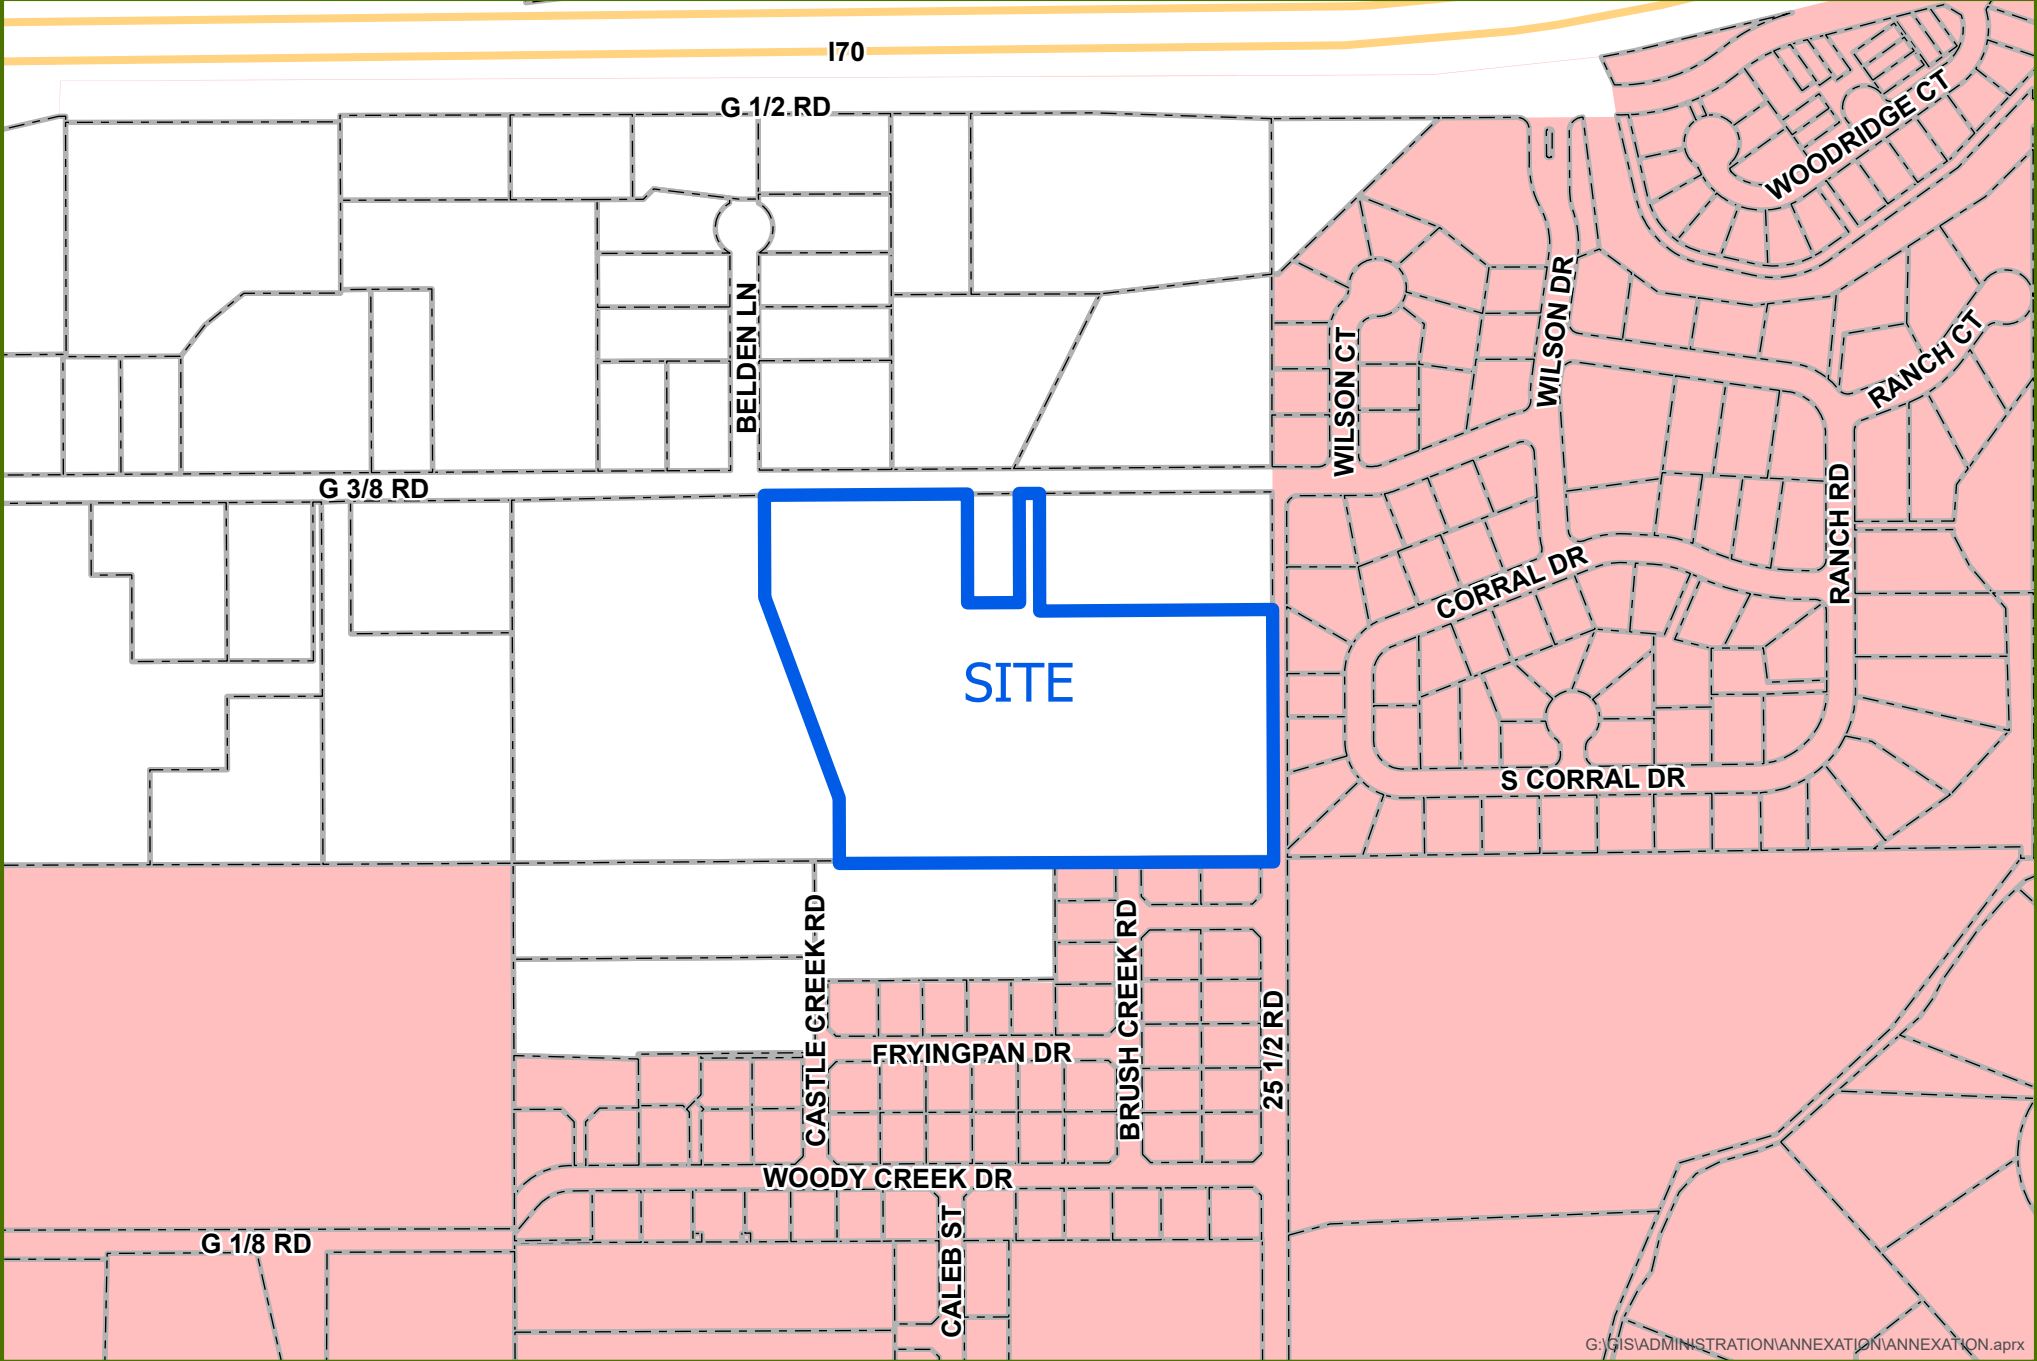 I70
G 1/2 RD
WOODRIDGE CT
BELDEN LN
WILSON CT
WILSON DR
RANCH CT
G 3/8 RD
RANCH RD
CORRAL DR
SITE
S CORRAL DR
CASTLE CREEK RD
BRUSH CREEK RD
25 1/2 RD
FRYINGPAN DR
WOODY CREEK DR
G 1/8 RD
CALEB ST
G:\GIS\ADMINISTRATION\ANNEXATION\ANNEXATION.aprx